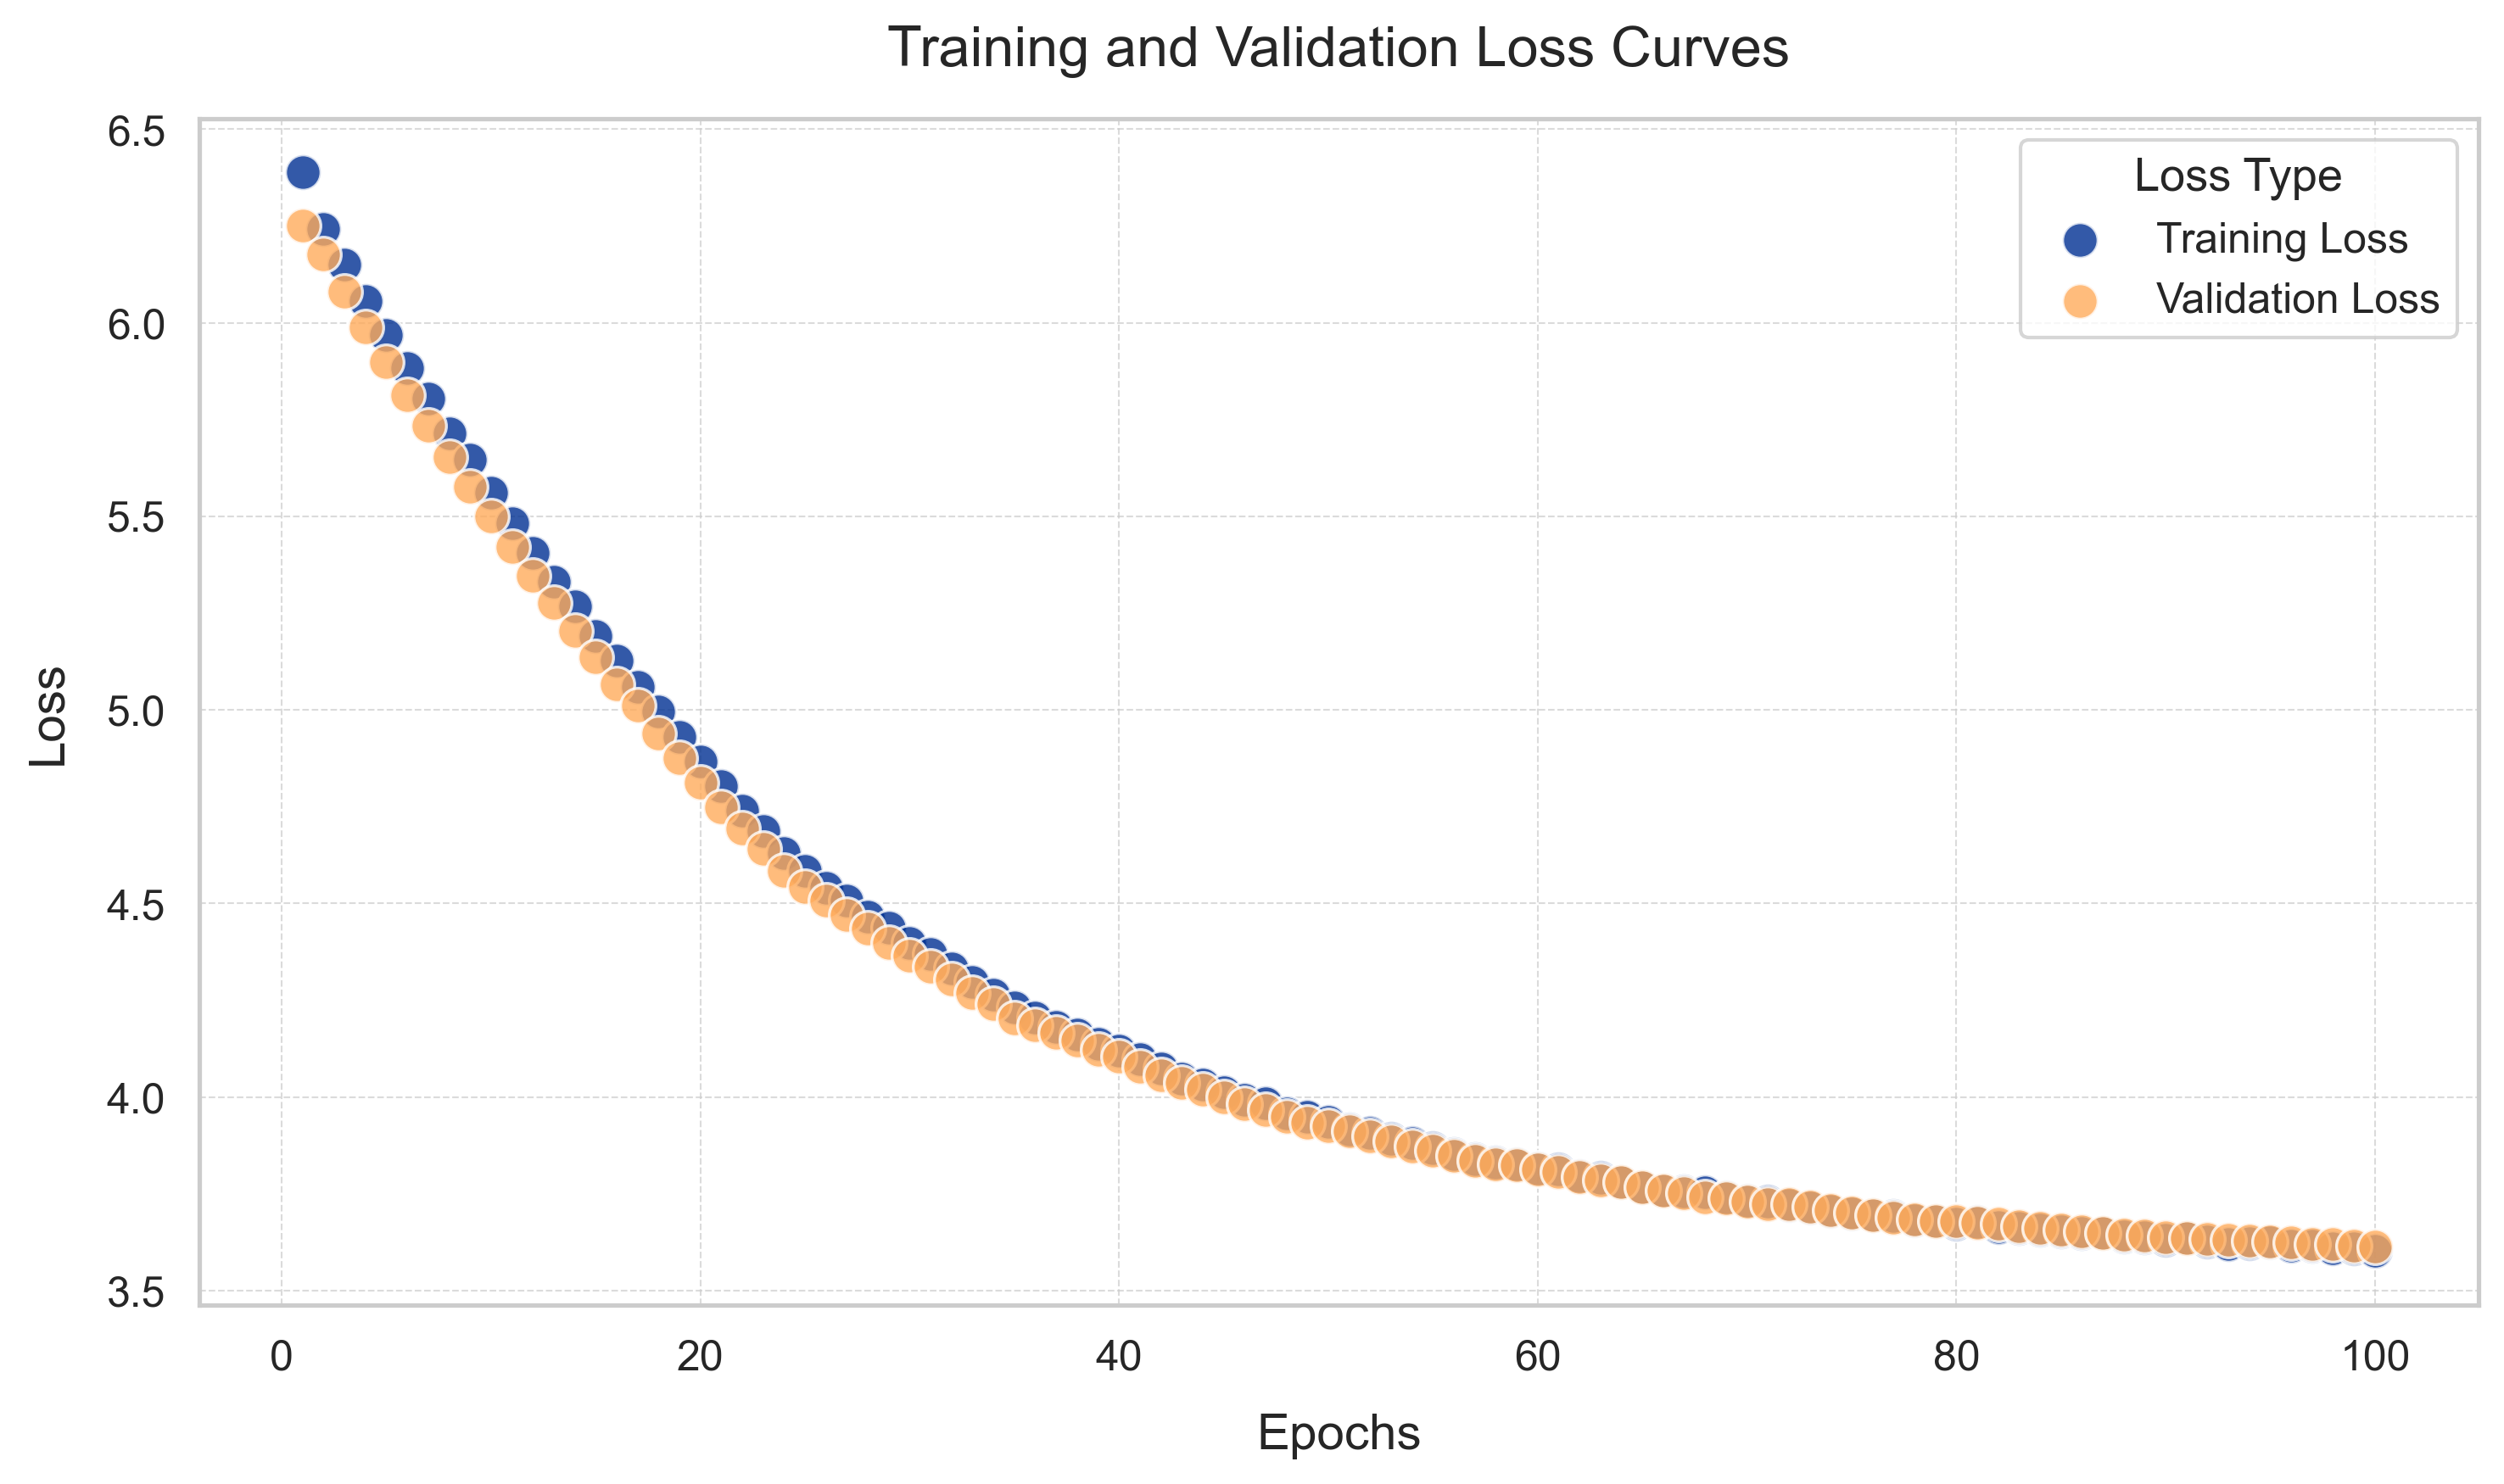 Training and Validation Loss Curves
6.5
6.0
5.5
5.0
4.5
4.0
3.5
Loss
Loss Type
Training Loss
Validation Loss
0 20 40 60 80 100
Epochs